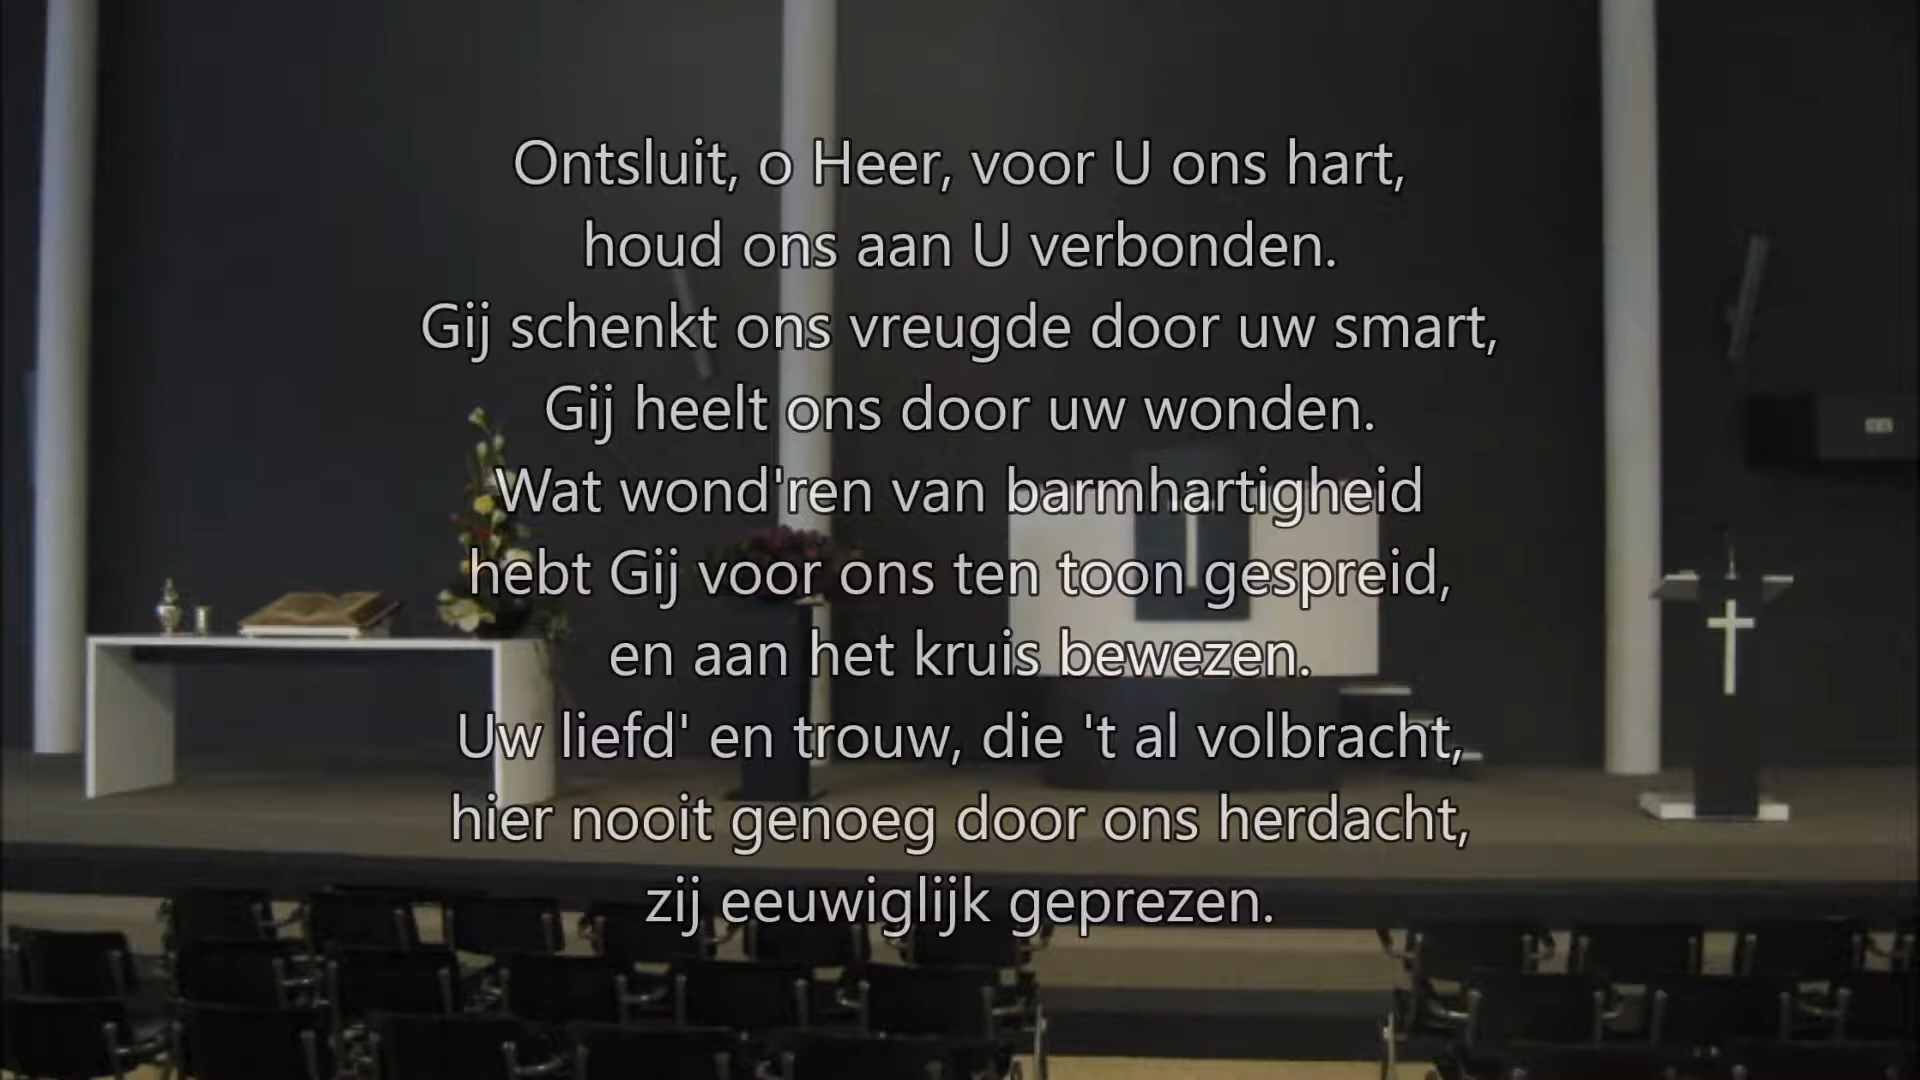 Ontsluit, o Heer, voor U ons hart,
houd ons aan U verbonden.
Gij schenkt ons vreugde door uw smart,
Gij heelt ons door uw wonden.
Wat wond'ren van barmhartigheid
hebt Gij voor ons ten toon gespreid,
en aan het kruis bewezen.
Uw liefd' en trouw, die 't al volbracht,
hier nooit genoeg door ons herdacht,
zij eeuwiglijk geprezen.